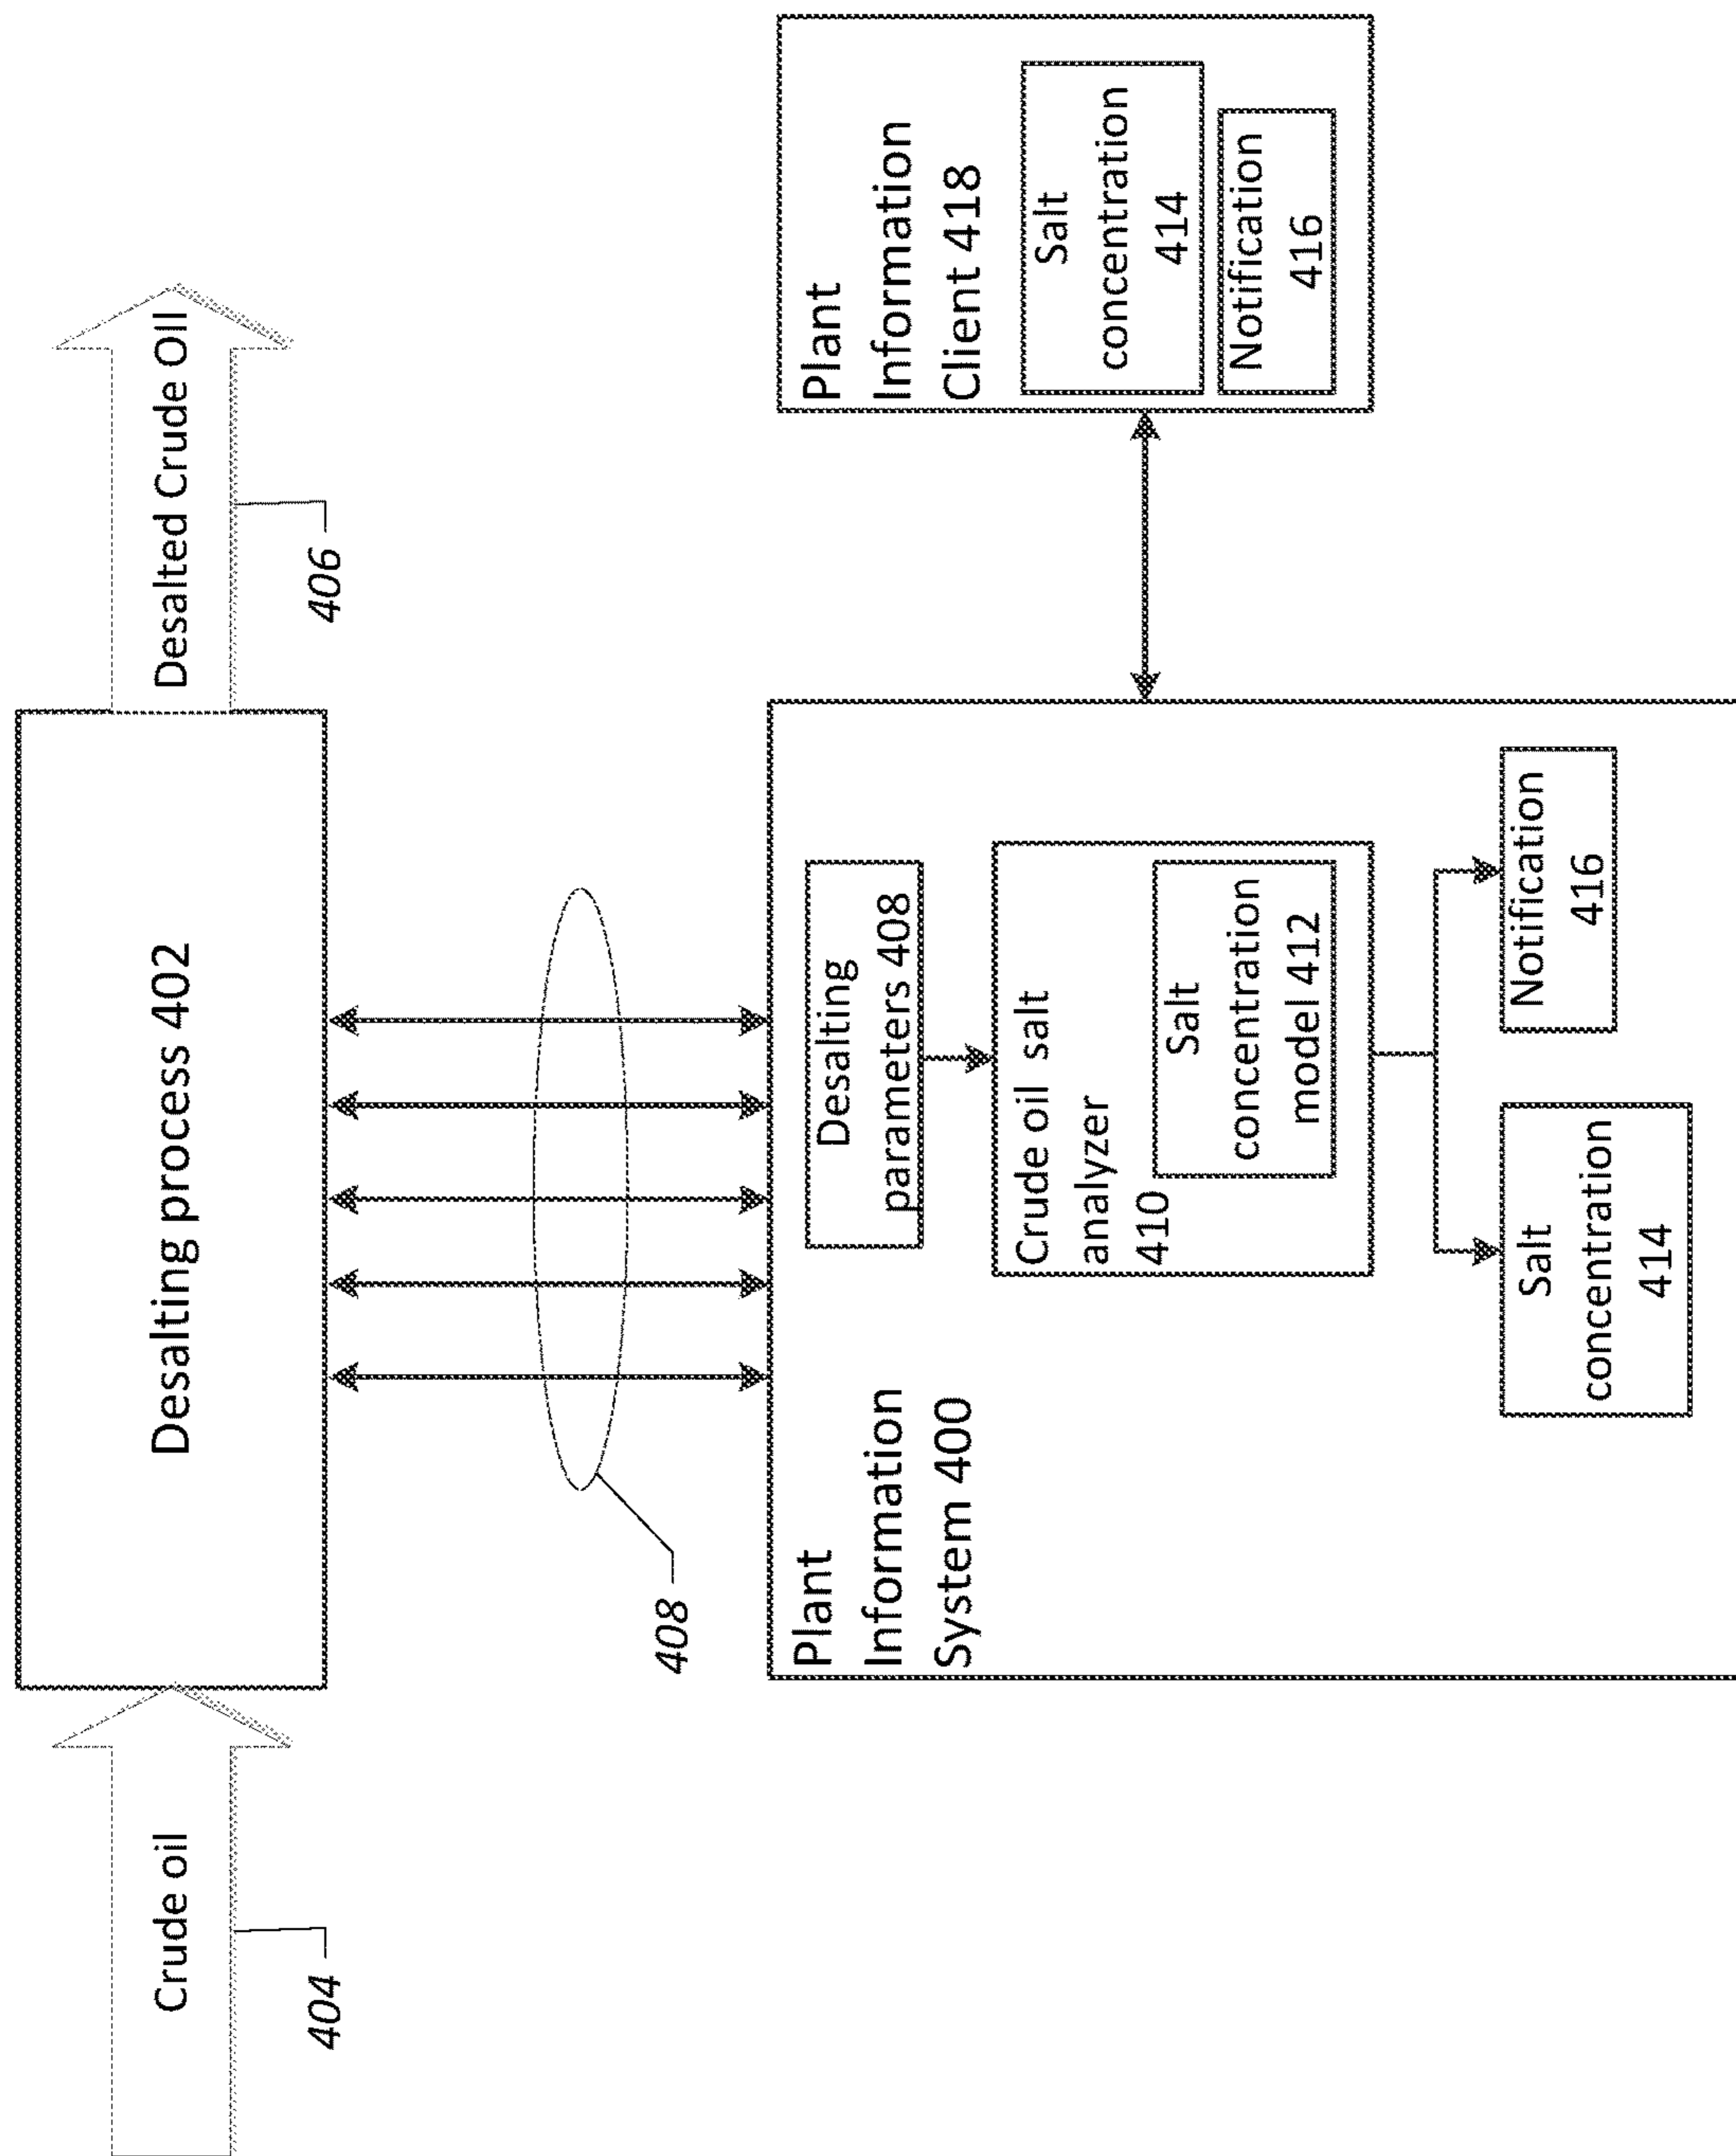 Crude oil
404
Desalting process 402
Desalted Crude OIl
406
408
Plant
Information
System 400
Desalting
parameters 408
Crude oil salt
analyzer
410
Salt
concentration
model 412
Salt
concentration
414
Notification
416
Plant
Information
Client 418
Salt
concentration
414
Notification
416